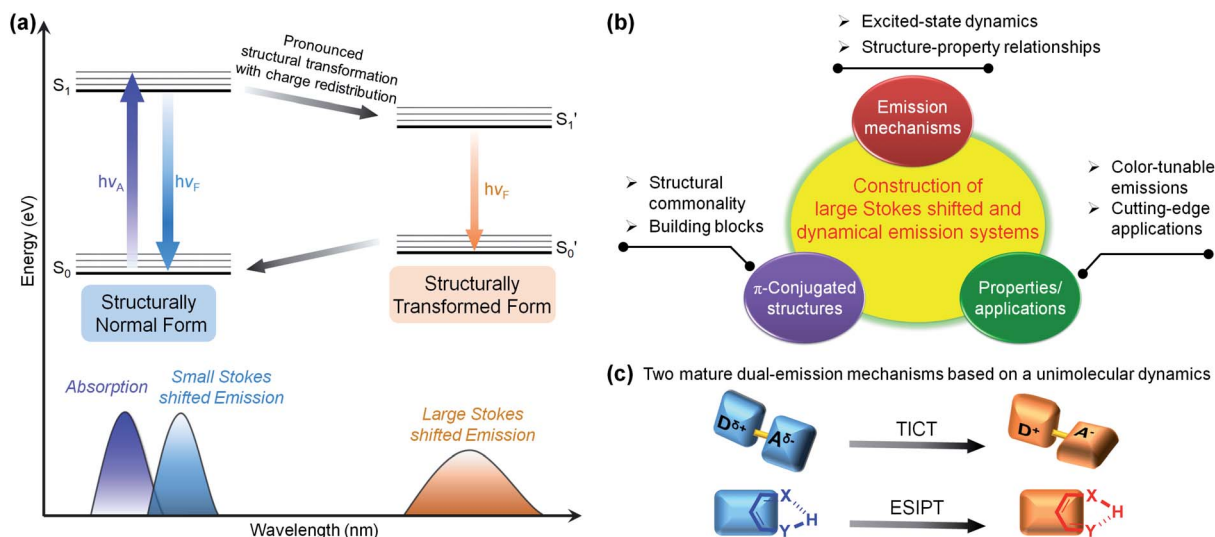 (a)
Energy (eV)
S1
S0
hνA
hνF
Pronounced
structural transformation
with charge redistribution
S1'
hνF
S0'
Structurally
Normal Form
Structurally
Transformed Form
Absorption
Small Stokes
shifted Emission
Large Stokes
shifted Emission
Wavelength (nm)
(b)
➢ Excited-state dynamics
➢ Structure-property relationships
Emission
mechanisms
➢ Structural
commonality
➢ Building blocks
Construction of
large Stokes shifted and
dynamical emission systems
➢ Color-tunable
emissions
➢ Cutting-edge
applications
π-Conjugated
structures
Properties/
applications
(c) Two mature dual-emission mechanisms based on a unimolecular dynamics
Dδ+ Aδ-
TICT
D+ A-
X
H
Y
ESIPT
X
H
Y